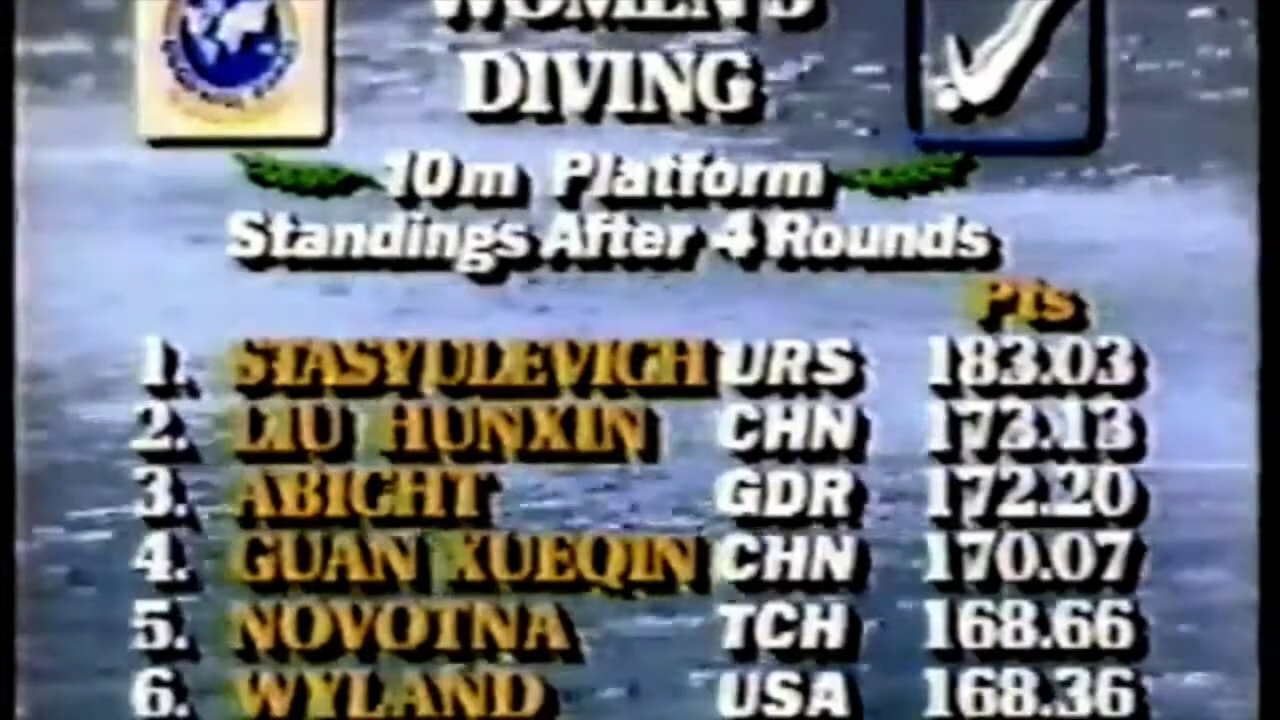 WOMEN'S
DIVING
10m Platform
Standings After 4 Rounds
Pts
1. STASYULEVICH URS 183.03
2. LIU HUNXIN CHN 173.13
3. ABICHT GDR 172.20
4. GUAN XUEQIN CHN 170.07
5. NOVOTNA TCH 168.66
6. WYLAND USA 168.36